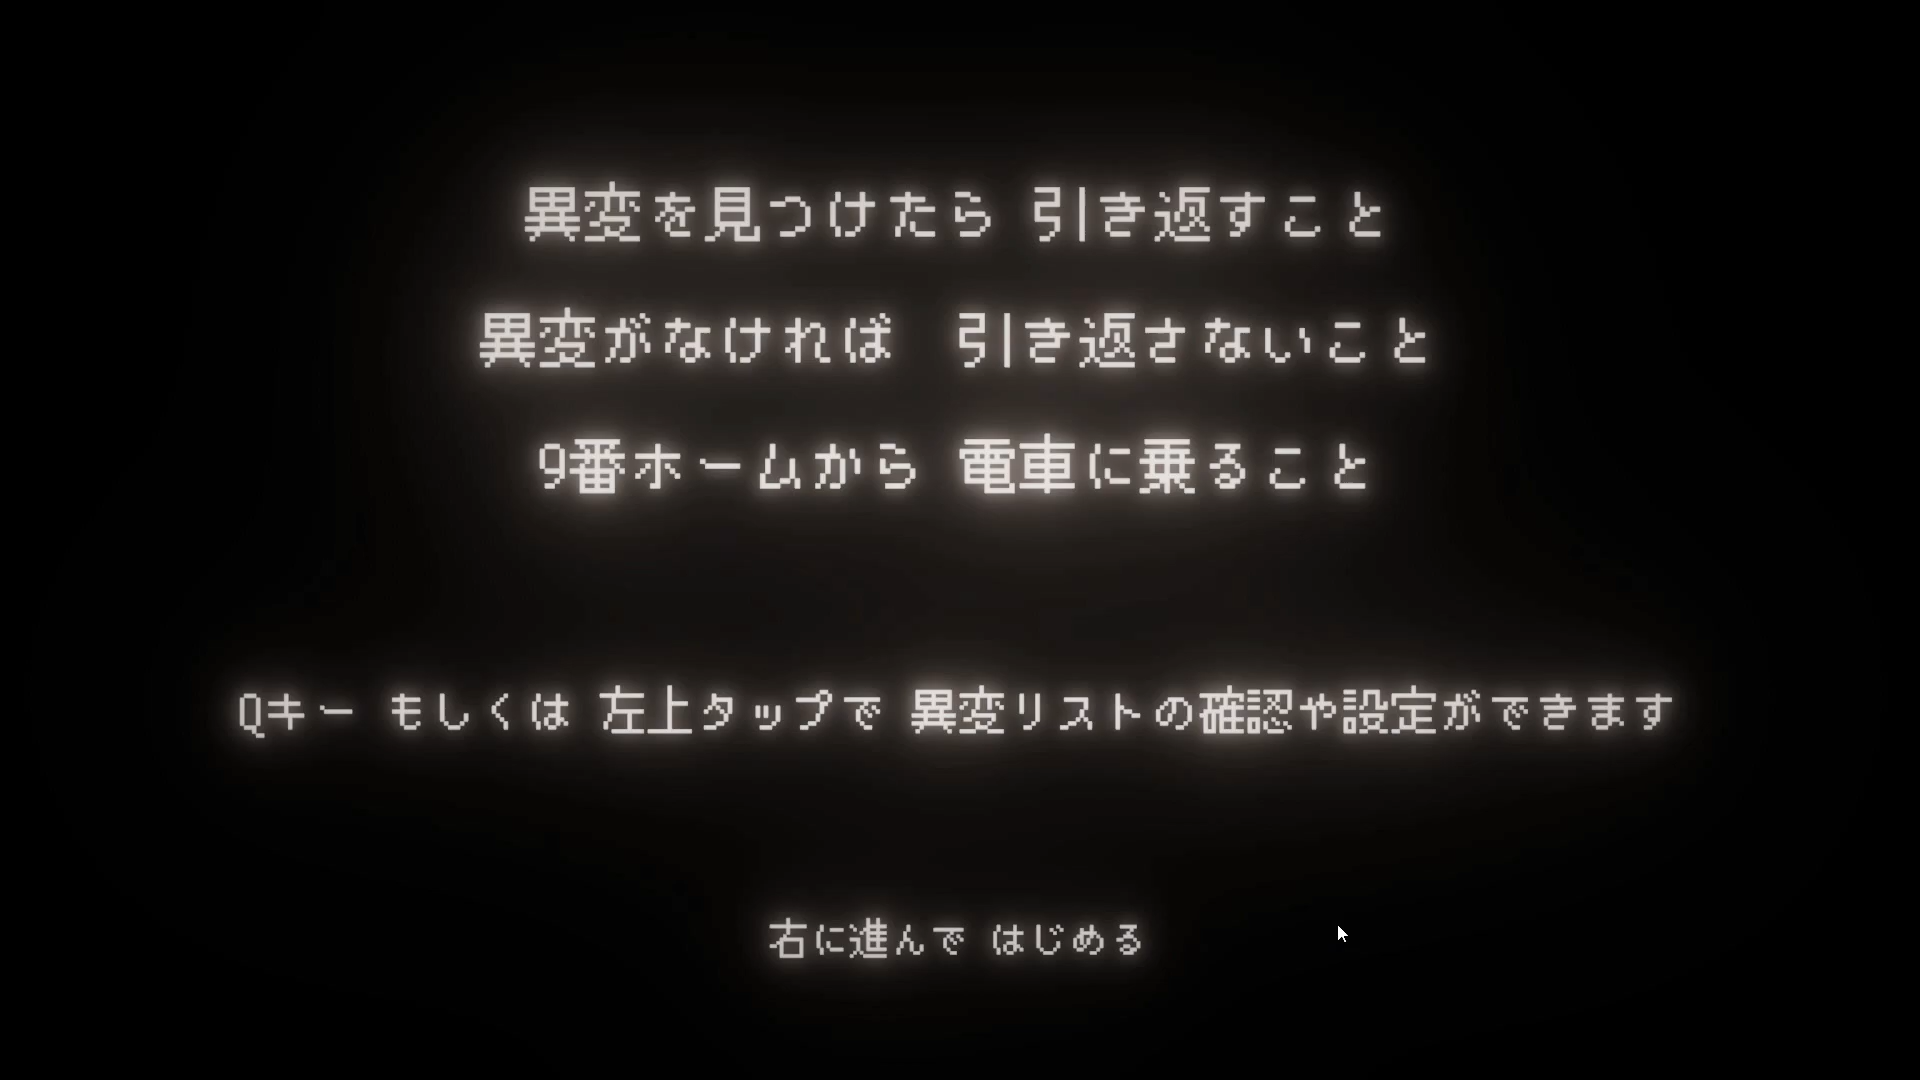 異変を見つけたら 引き返すこと
異変がなければ　引き返さないこと
9番ホームから 電車に乗ること
Qキー もしくは 左上タップで 異変リストの確認や設定ができます
右に進んで はじめる